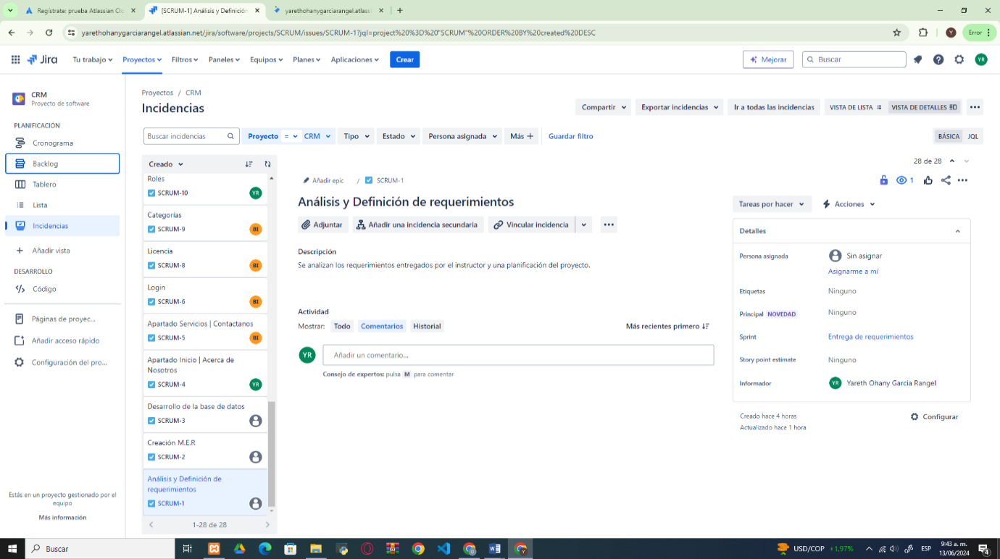 Regístrate: prueba Atlassian Clo
[SCRUM-1] Análisis y Definición
yarethohanygarciarangel.atlass
yarethohanygarciarangel.atlassian.net/jira/software/projects/SCRUM/issues/SCRUM-1?jql=project%20%3D%20"SCRUM"%20ORDER%20BY%20created%20DESC
Y
Error
Jira
Tu trabajo
Proyectos
Filtros
Paneles
Equipos
Planes
Aplicaciones
Crear
Mejorar
Buscar
YR
CRM
Proyecto de software
PLANIFICACIÓN
Cronograma
Backlog
Tablero
Lista
Incidencias
Añadir vista
DESARROLLO
Código
Páginas de proyec...
Añadir acceso rápido
Configuración del pro...
Estás en un proyecto gestionado por el
equipo
Más información
Proyectos / CRM
Incidencias
Compartir
Exportar incidencias
Ir a todas las incidencias
VISTA DE LISTA
VISTA DE DETALLES
Buscar incidencias
Proyecto = CRM
Tipo
Estado
Persona asignada
Más +
Guardar filtro
BÁSICA
JQL
Creado
Roles
SCRUM-10
YR
Categorías
SCRUM-9
BI
Licencia
SCRUM-8
BI
Login
SCRUM-6
BI
Apartado Servicios | Contactanos
SCRUM-5
BI
Apartado Inicio | Acerca de
Nosotros
SCRUM-4
YR
Desarrollo de la base de datos
SCRUM-3
Creación M.E.R
SCRUM-2
Análisis y Definición de
requerimientos
SCRUM-1
1-28 de 28
28 de 28
Añadir epic / SCRUM-1
1
Análisis y Definición de requerimientos
Adjuntar
Añadir una incidencia secundaria
Vincular incidencia
Descripción
Se analizan los requerimientos entregados por el instructor y una planificación del proyecto.
Actividad
Mostrar:
Todo
Comentarios
Historial
Más recientes primero
YR
Añadir un comentario...
Consejo de expertos: pulsa M para comentar
Tareas por hacer
Acciones
Detalles
Persona asignada
Sin asignar
Asignarme a mí
Etiquetas
Ninguno
Principal NOVEDAD
Ninguno
Sprint
Entrega de requerimientos
Story point estimate
Ninguno
Informador
YR
Yareth Ohany Garcia Rangel
Creado hace 4 horas
Actualizado hace 1 hora
Configurar
Buscar
USD/COP +1,97%
ESP
9:43 a. m.
13/06/2024
4